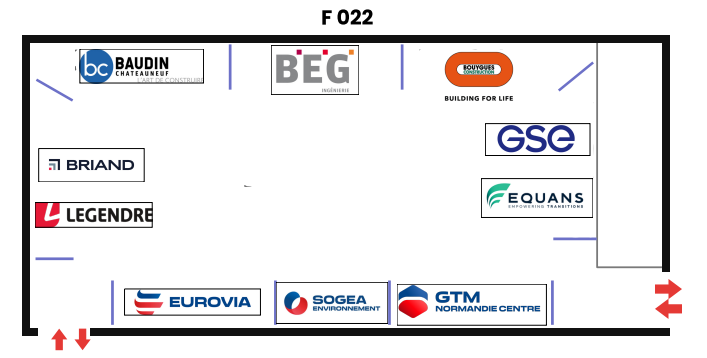 F 022
bc BAUDIN
CHATEAUNEUF
L'ART DE CONSTRUIRE
BEG
INGÉNIERIE
BOUYGUES
CONSTRUCTION
BUILDING FOR LIFE
GSE
BRIAND
EQUANS
EMPOWERING TRANSITIONS
LEGENDRE
EUROVIA
SOGEA
ENVIRONNEMENT
GTM
NORMANDIE CENTRE